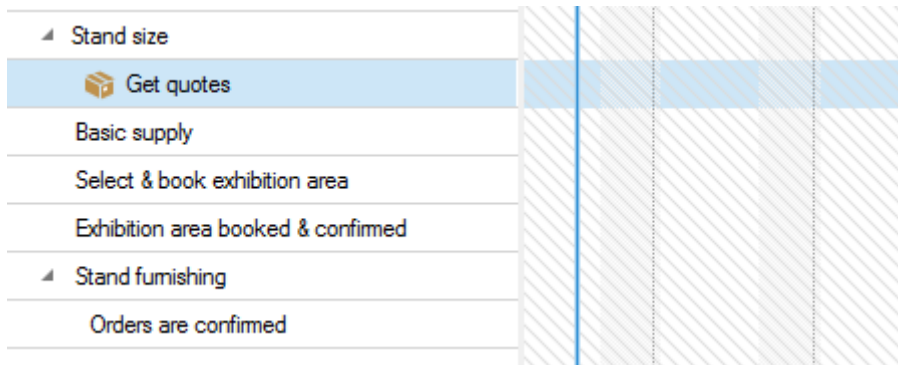 Stand size
Get quotes
Basic supply
Select & book exhibition area
Exhibition area booked & confirmed
Stand furnishing
Orders are confirmed